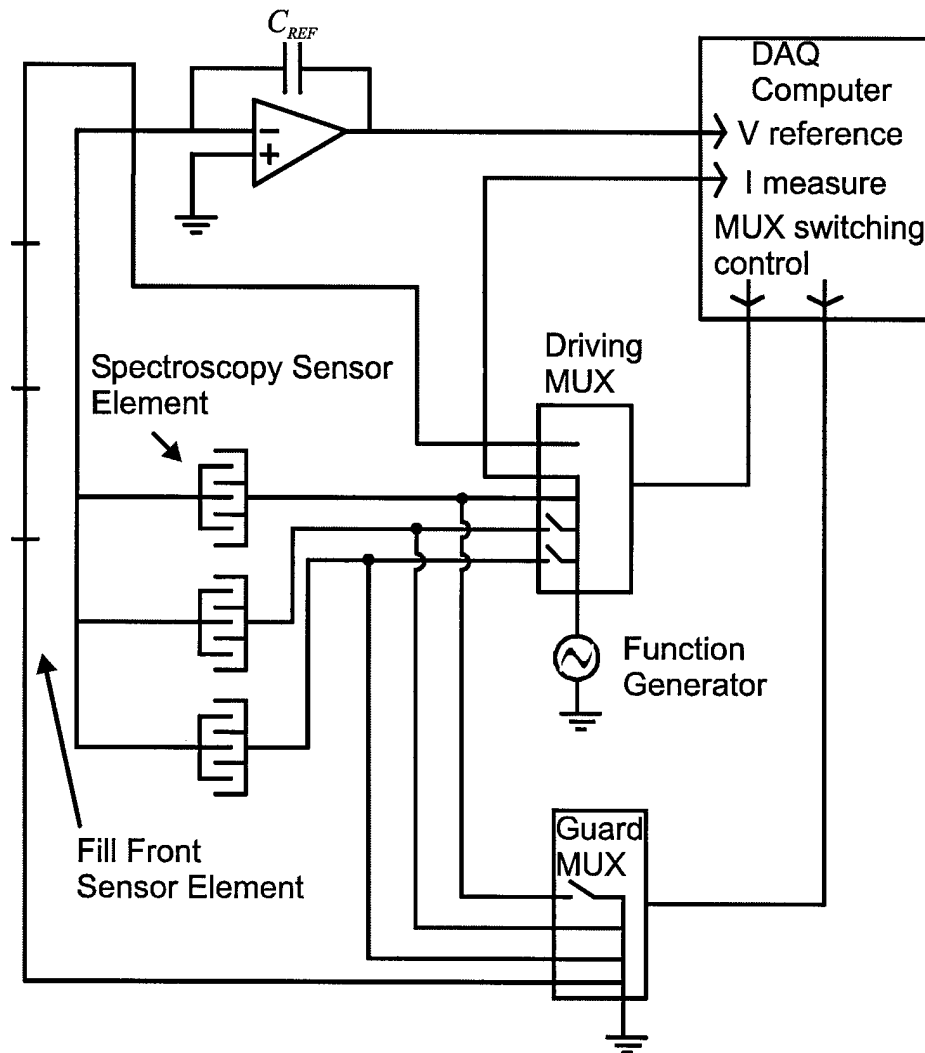 C_REF
DAQ
Computer
V reference
I measure
MUX switching
control
−
+
Driving
MUX
Spectroscopy Sensor
Element
Function
Generator
Guard
MUX
Fill Front
Sensor Element